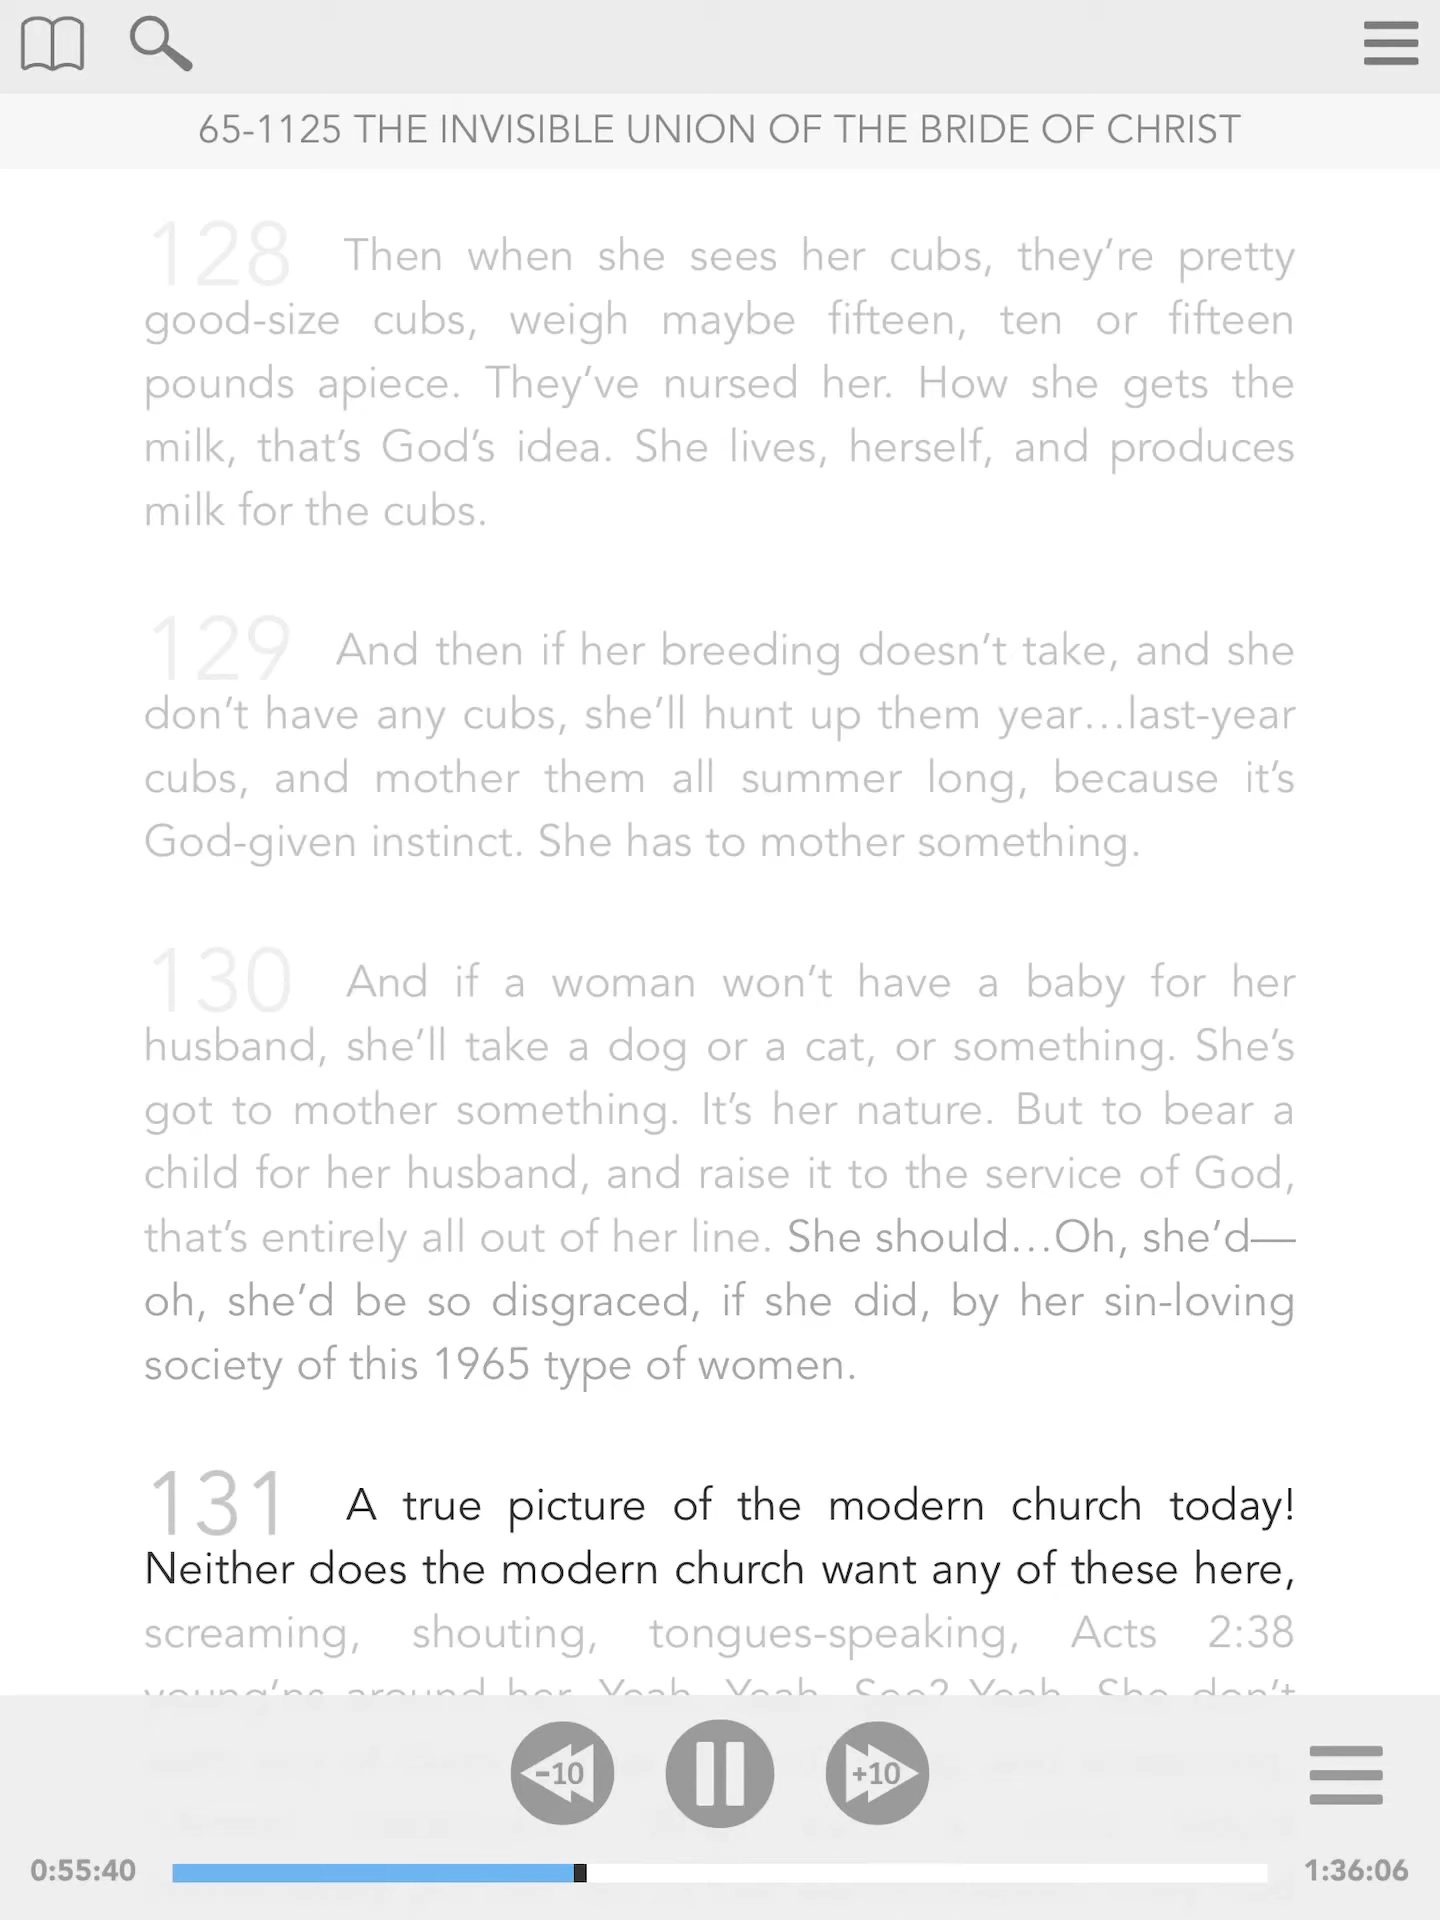 65-1125 THE INVISIBLE UNION OF THE BRIDE OF CHRIST
128 Then when she sees her cubs, they’re pretty
good-size cubs, weigh maybe fifteen, ten or fifteen
pounds apiece. They’ve nursed her. How she gets the
milk, that’s God’s idea. She lives, herself, and produces
milk for the cubs.
129 And then if her breeding doesn’t take, and she
don’t have any cubs, she’ll hunt up them year…last-year
cubs, and mother them all summer long, because it’s
God-given instinct. She has to mother something.
130 And if a woman won’t have a baby for her
husband, she’ll take a dog or a cat, or something. She’s
got to mother something. It’s her nature. But to bear a
child for her husband, and raise it to the service of God,
that’s entirely all out of her line. She should…Oh, she’d—
oh, she’d be so disgraced, if she did, by her sin-loving
society of this 1965 type of women.
131 A true picture of the modern church today!
Neither does the modern church want any of these here,
screaming, shouting, tongues-speaking, Acts 2:38
young’ns around her. Yeah. Yeah. See? Yeah. She don’t
-10 +10
0:55:40 1:36:06